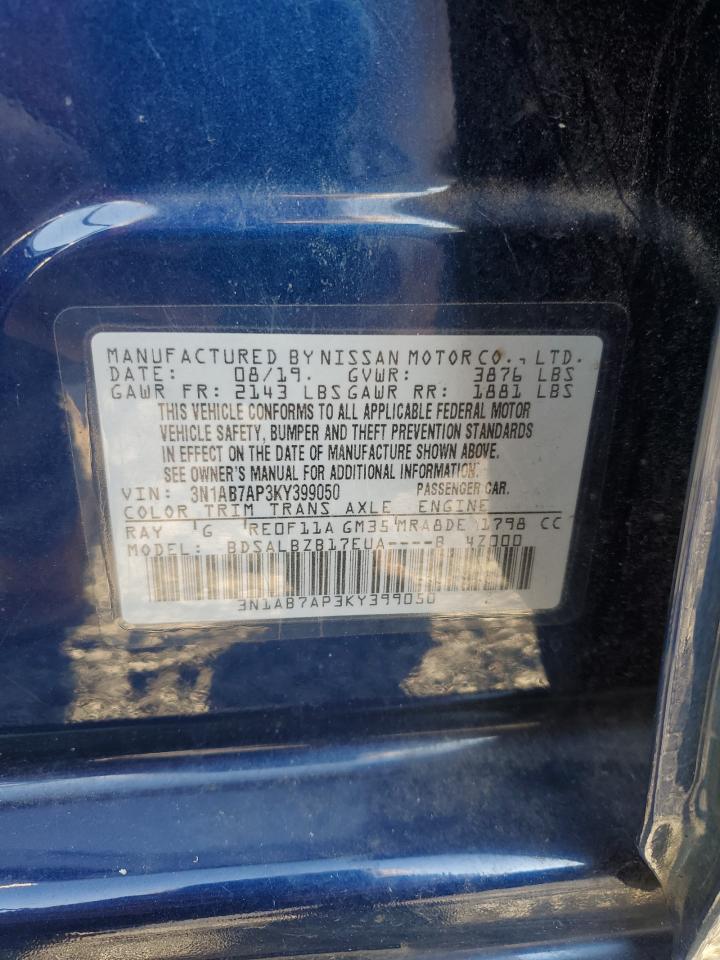 MANUFACTURED BY NISSAN MOTOR CO., LTD.
DATE: 08/19. GVWR: 3876 LBS
GAWR FR: 2143 LBS GAWR RR: 1881 LBS
THIS VEHICLE CONFORMS TO ALL APPLICABLE FEDERAL MOTOR
VEHICLE SAFETY, BUMPER AND THEFT PREVENTION STANDARDS
IN EFFECT ON THE DATE OF MANUFACTURE SHOWN ABOVE.
SEE OWNER'S MANUAL FOR ADDITIONAL INFORMATION.
VIN: 3N1AB7AP3KY399050 PASSENGER CAR.
COLOR TRIM TRANS AXLE ENGINE
RAY G RE0F11A GM35 MRA8DE 1798 CC
MODEL: BDSALBZB17EUA----B 4Z000
3N1AB7AP3KY399050